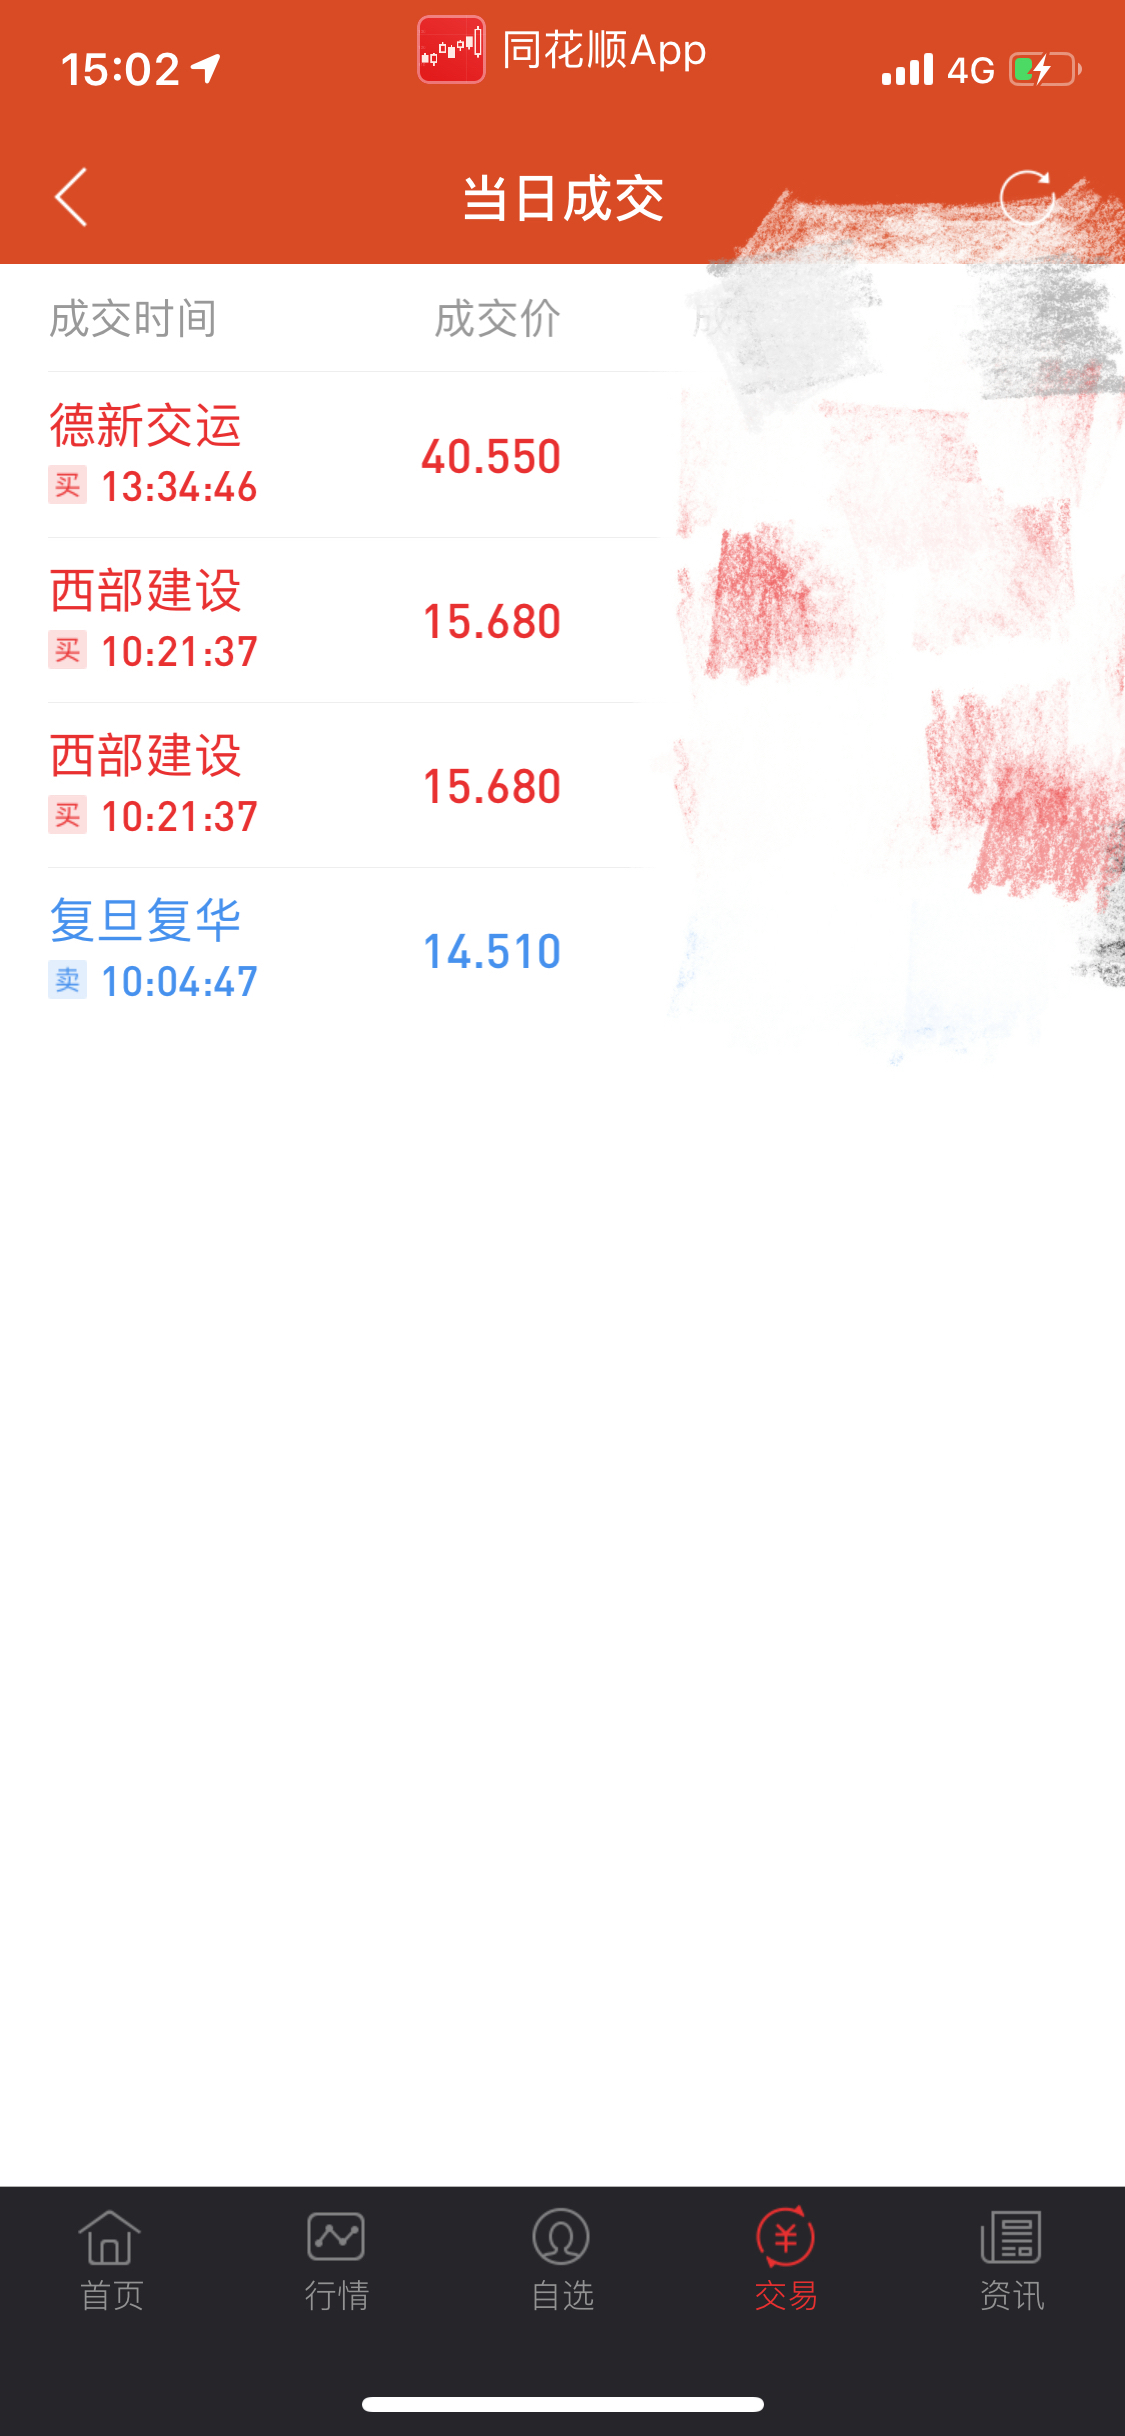 15:02
同花顺App
4G
当日成交
成交时间 成交价 成
德新交运
40.550
买 13:34:46
西部建设
15.680
买 10:21:37
西部建设
15.680
买 10:21:37
复旦复华
14.510
卖 10:04:47
首页 行情 自选 交易 资讯